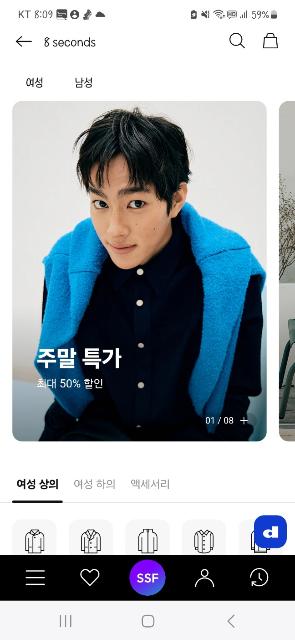 KT 8:09 59%
8 seconds
여성 남성
주말 특가
최대 50% 할인
01 / 08 +
여성 상의 여성 하의 액세서리
d
SSF